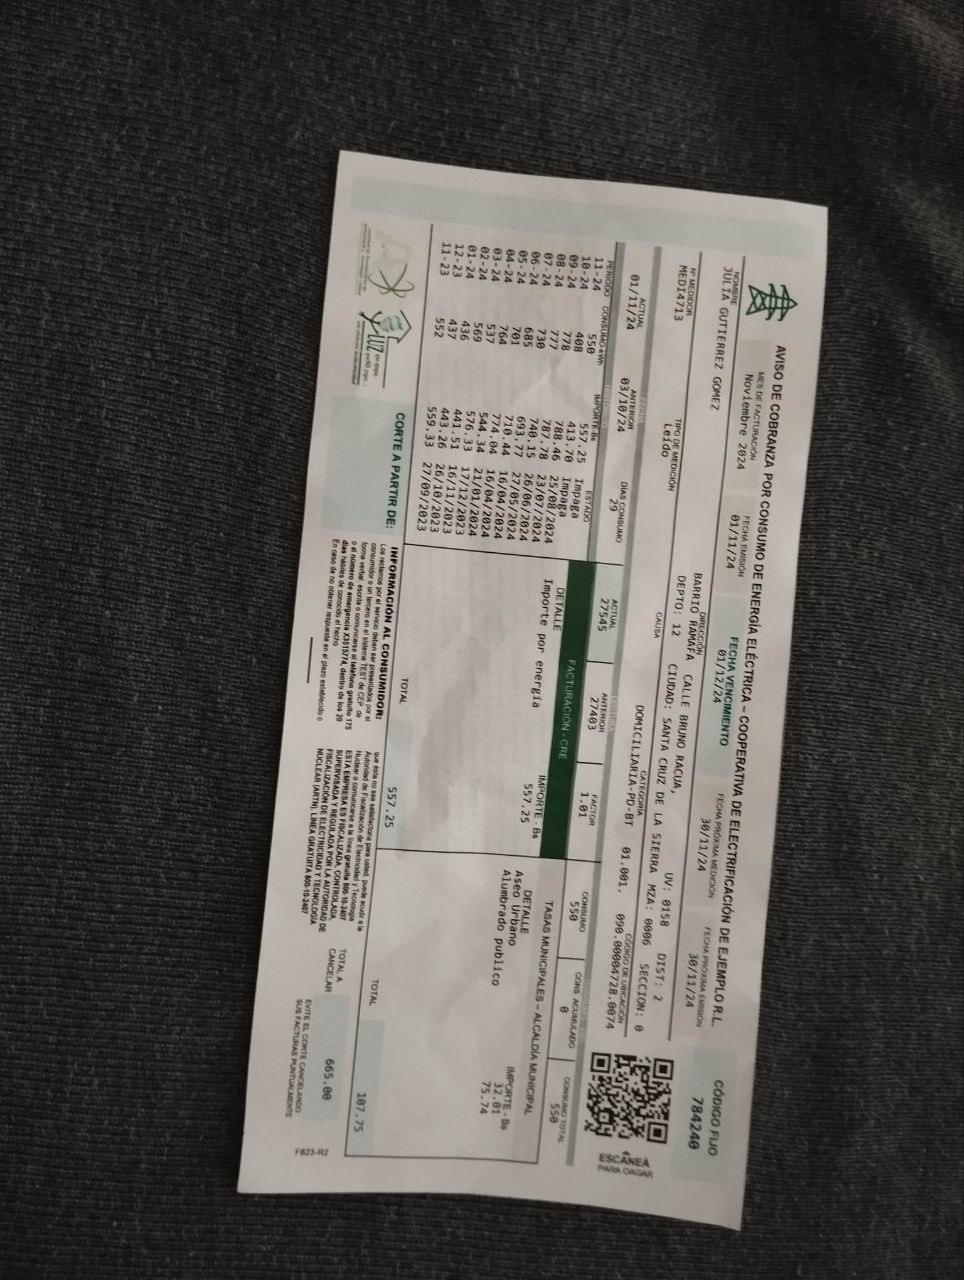 AVISO DE COBRANZA POR CONSUMO DE ENERGÍA ELÉCTRICA – COOPERATIVA DE ELECTRIFICACIÓN DE EJEMPLO R.L.
MES DE FACTURACIÓN
Noviembre 2024
FECHA EMISIÓN
01/11/24
FECHA VENCIMIENTO
01/12/24
FECHA PRÓXIMA MEDICIÓN
30/11/24
FECHA PRÓXIMA EMISIÓN
30/11/24
CÓDIGO FIJO
784240
NOMBRE
JULIA GUTIERREZ GOMEZ
DIRECCIÓN
BARRIO RAMAFA CALLE BRUNO RACUA, UV: 0158 DIST: 2
DEPTO: 12 CIUDAD: SANTA CRUZ DE LA SIERRA MZA: 0006 SECCION: 0
Nº MEDIDOR
MEDI4713
TIPO DE MEDICIÓN
Leído
CAUSA
CATEGORÍA
DOMICILIARIA-PD-BT 01.001.
CÓDIGO DE UBICACIÓN
090.00004728.0074
ESCANEÁ
PARA OAGAR
ACTUAL ANTERIOR DÍAS CONSUMO ACTUAL ANTERIOR FACTOR CONSUMO CONS. ACUMULADO CONSUMO TOTAL
01/11/24 03/10/24 29 27545 27403 1.01 550 0 550
PERIODO CONSUMO kWh IMPORTE-Bs ESTADO
11-24 550 557.25 Impaga
10-24 408 413.70 Impaga
09-24 778 788.46 25/08/2024
08-24 777 787.78 23/07/2024
07-24 730 740.15 26/06/2024
06-24 685 693.77 27/05/2024
05-24 701 710.44 16/04/2024
04-24 764 774.04 16/04/2024
03-24 537 544.34 21/01/2024
02-24 569 576.33 17/12/2023
01-24 436 441.51 16/11/2023
12-23 437 443.26 26/10/2023
11-23 552 559.33 27/09/2023
FACTURACIÓN - CRE
DETALLE IMPORTE - Bs
Importe por energía 557.25
TOTAL 557.25
TASAS MUNICIPALES – ALCALDÍA MUNICIPAL
DETALLE IMPORTE - Bs
Aseo Urbano 32.01
Alumbrado publico 75.74
TOTAL 107.75
CORTE A PARTIR DE:
INFORMACIÓN AL CONSUMIDOR:
Los reclamos por el servicio deben ser presentados por el
consumidor o un tercero en el sistema TEST de CEP, de
forma verbal, escrita o comunicarse al teléfono gratuito 175
o al número de emergencia X3515/74, dentro de los 20
días hábiles de conocido el hecho
En caso de no obtener respuesta en el plazo establecido o
que esta no sea satisfactoria para usted, puede acudir a la
Autoridad de Fiscalización de Electricidad y Tecnología
Nuclear o comunicarse a la línea gratuita 800-10-2407
ESTA EMPRESA ES FISCALIZADA, CONTROLADA,
SUPERVISADA Y REGULADA POR LA AUTORIDAD DE
FISCALIZACIÓN DE ELECTRICIDAD Y TECNOLOGÍA
NUCLEAR (ARTN), LÍNEA GRATUITA 800-10-2407
TOTAL A
CANCELAR 665.00
EVITE EL CORTE CANCELANDO
SUS FACTURAS PUNTUALMENTE
FB23-R2